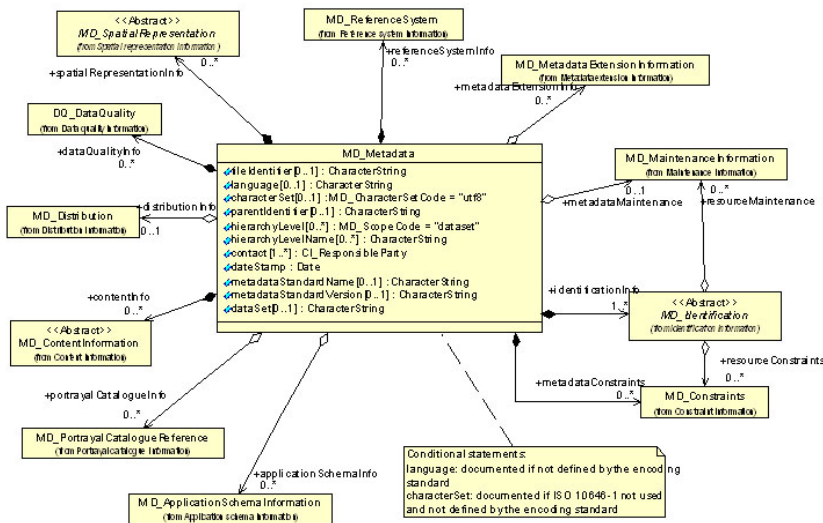 <<Abstract>>
MD_SpatialRepresentation
(from Spatial representation Information)
0..*
+spatialRepresentationInfo
MD_ReferenceSystem
(from Reference system Information)
+referenceSystemInfo
0..*
MD_MetadataExtensionInformation
(from Metadata extension Information)
+metadataExtensionInfo
0..*
DQ_DataQuality
(from Data quality Information)
+dataQualityInfo
0..*
MD_Metadata
fileIdentifier[0..1] : CharacterString
language[0..1] : CharacterString
characterSet[0..1] : MD_CharacterSetCode = "utf8"
parentIdentifier[0..1] : CharacterString
hierarchyLevel[0..*] : MD_ScopeCode = "dataset"
hierarchyLevelName[0..*] : CharacterString
contact[1..*] : CI_ResponsibleParty
dateStamp : Date
metadataStandardName[0..1] : CharacterString
metadataStandardVersion[0..1] : CharacterString
dataSet[0..1] : CharacterString
MD_MaintenanceInformation
(from Maintenance Information)
0..1
0..*
+resourceMaintenance
+metadataMaintenance
+distributionInfo
MD_Distribution
(from Distribution Information)
0..1
+contentInfo
0..*
<<Abstract>>
MD_ContentInformation
(from Content Information)
+identificationInfo
1..*
<<Abstract>>
MD_Identification
(from Identification Information)
+resourceConstraints
0..*
+metadataConstraints
0..*
MD_Constraints
(from Constraint Information)
+portrayalCatalogueInfo
0..*
MD_PortrayalCatalogueReference
(from Portrayal catalogue Information)
+applicationSchemaInfo
0..*
MD_ApplicationSchemaInformation
(from Application schema Information)
Conditional statements:
language: documented if not defined by the encoding
standard
characterSet: documented if ISO 10646-1 not used
and not defined by the encoding standard